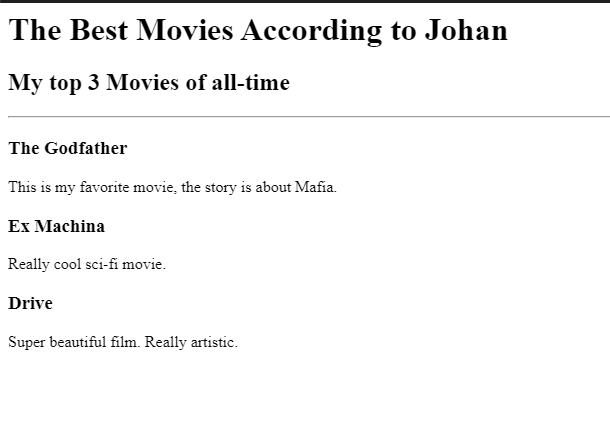 The Best Movies According to Johan
My top 3 Movies of all-time
The Godfather
This is my favorite movie, the story is about Mafía.
Ex Machina
Really cool sci-fi movie.
Drive
Super beautiful film. Really artistic.